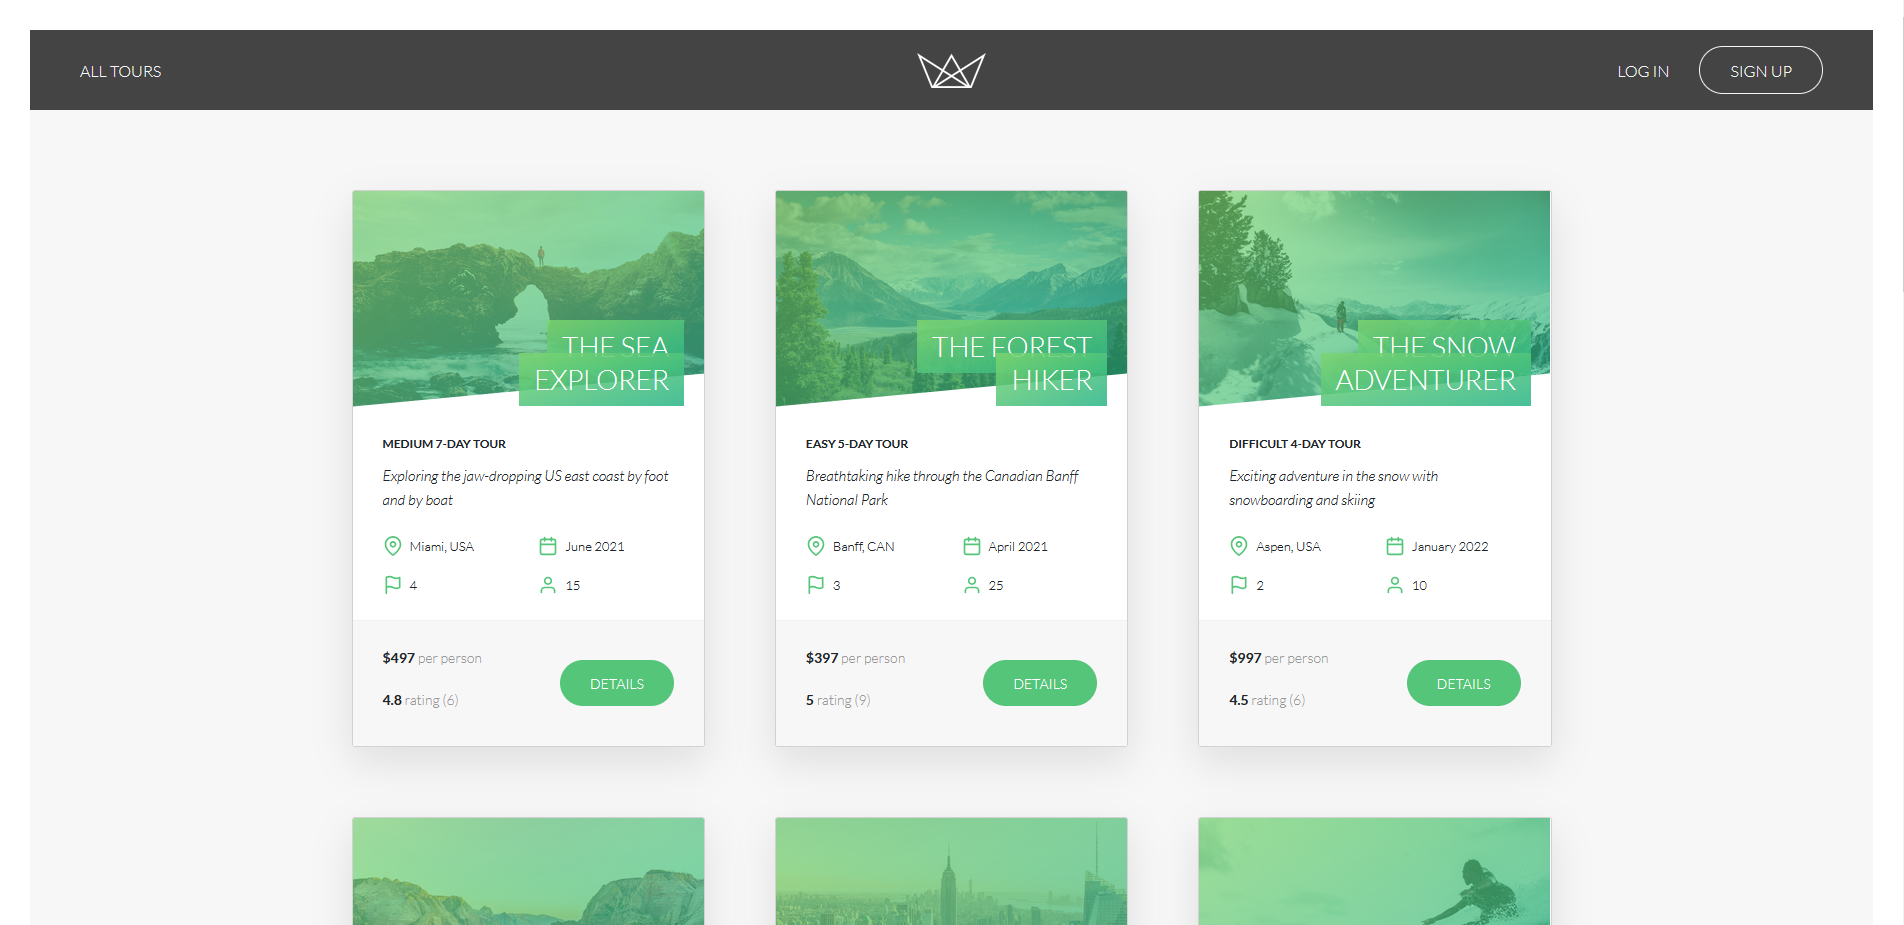 ALL TOURS
LOG IN
SIGN UP
THE SEA
EXPLORER
MEDIUM 7-DAY TOUR
Exploring the jaw-dropping US east coast by foot
and by boat
Miami, USA
June 2021
4
15
$497 per person
4.8 rating (6)
DETAILS
THE FOREST
HIKER
EASY 5-DAY TOUR
Breathtaking hike through the Canadian Banff
National Park
Banff, CAN
April 2021
3
25
$397 per person
5 rating (9)
DETAILS
THE SNOW
ADVENTURER
DIFFICULT 4-DAY TOUR
Exciting adventure in the snow with
snowboarding and skiing
Aspen, USA
January 2022
2
10
$997 per person
4.5 rating (6)
DETAILS